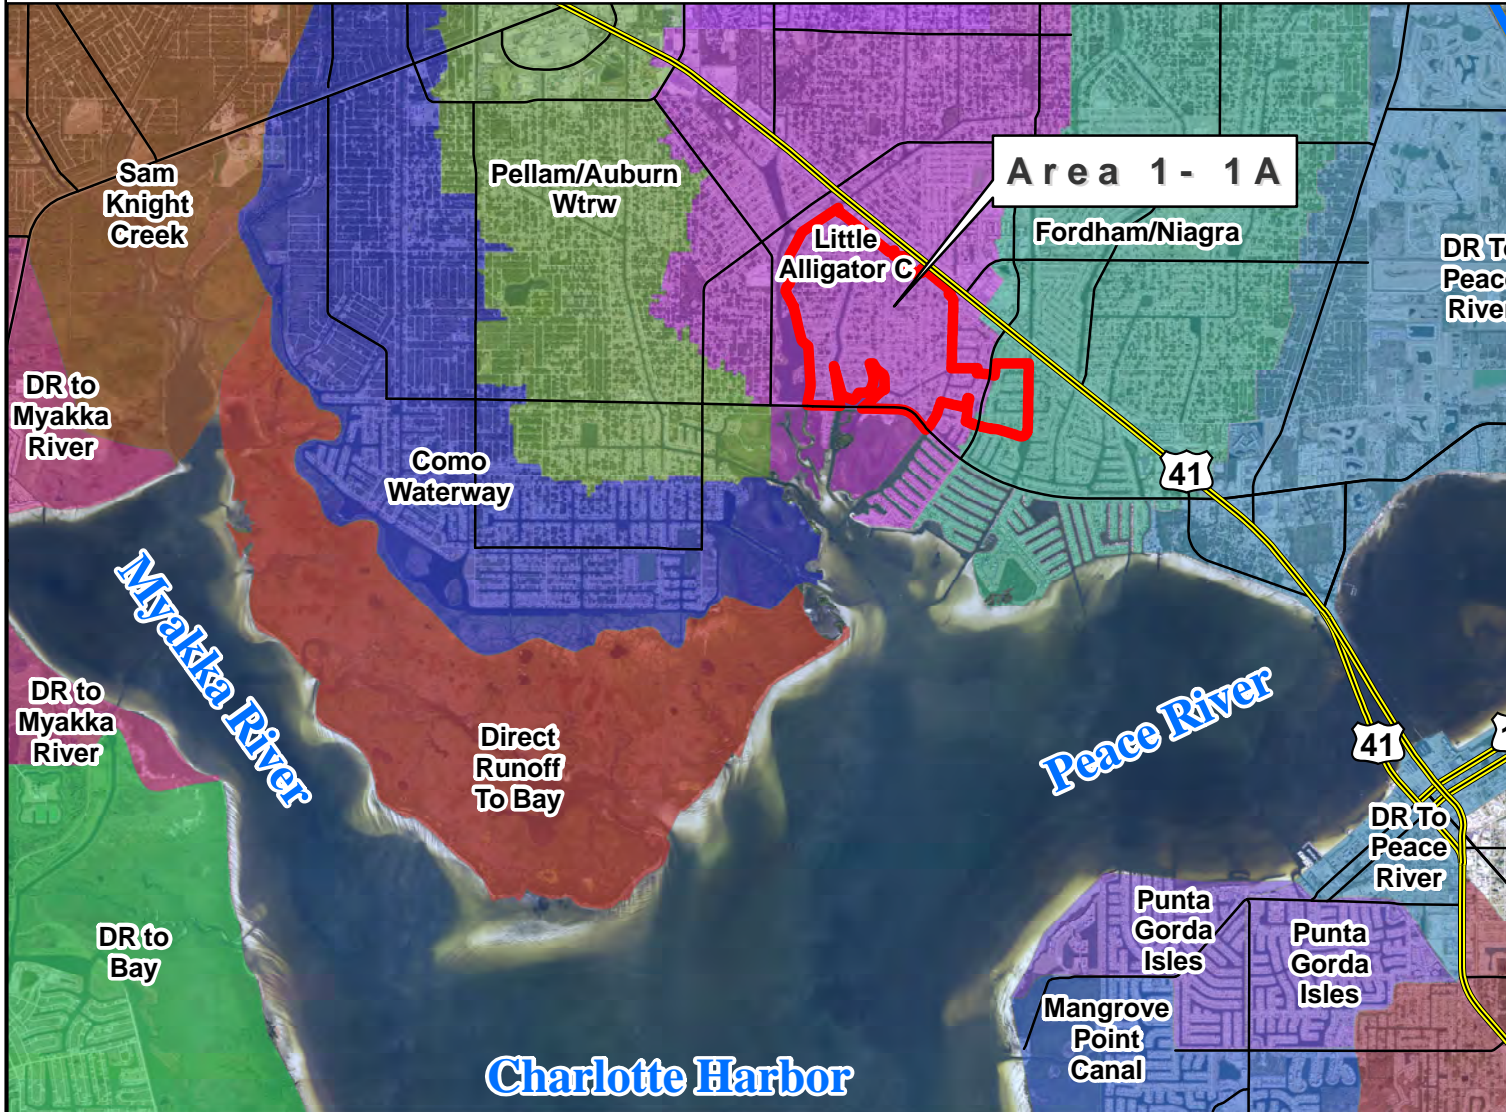 Area 1- 1A
Sam
Knight
Creek
Pellam/Auburn
Wtrw
Little
Alligator C
Fordham/Niagra
DR To
Peace
River
DR to
Myakka
River
Como
Waterway
41
Myakka River
DR to
Myakka
River
Direct
Runoff
To Bay
Peace River
41
1
DR To
Peace
River
Punta
Gorda
Isles
Punta
Gorda
Isles
DR to
Bay
Mangrove
Point
Canal
Charlotte Harbor